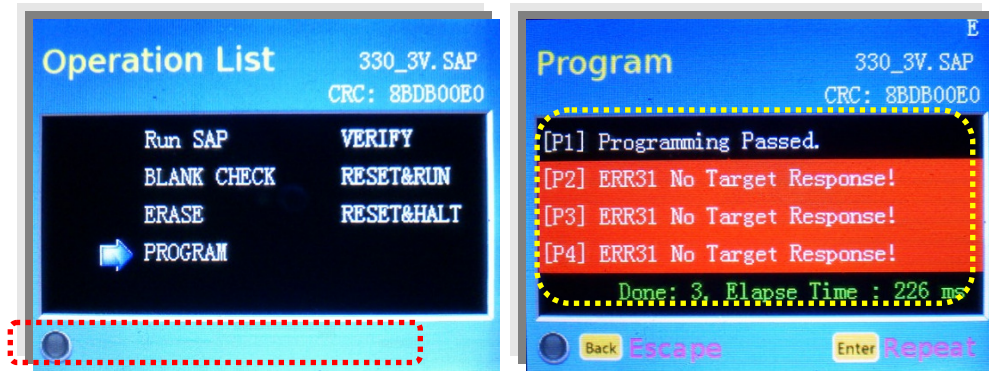 Operation List
330_3V.SAP
CRC: 8BDB00E0
Run SAP VERIFY
BLANK CHECK RESET&RUN
ERASE RESET&HALT
PROGRAM
E
Program
330_3V.SAP
CRC: 8BDB00E0
[P1] Programming Passed.
[P2] ERR31 No Target Response!
[P3] ERR31 No Target Response!
[P4] ERR31 No Target Response!
Done: 3, Elapse Time : 226 ms
Back Escape Enter Repeat